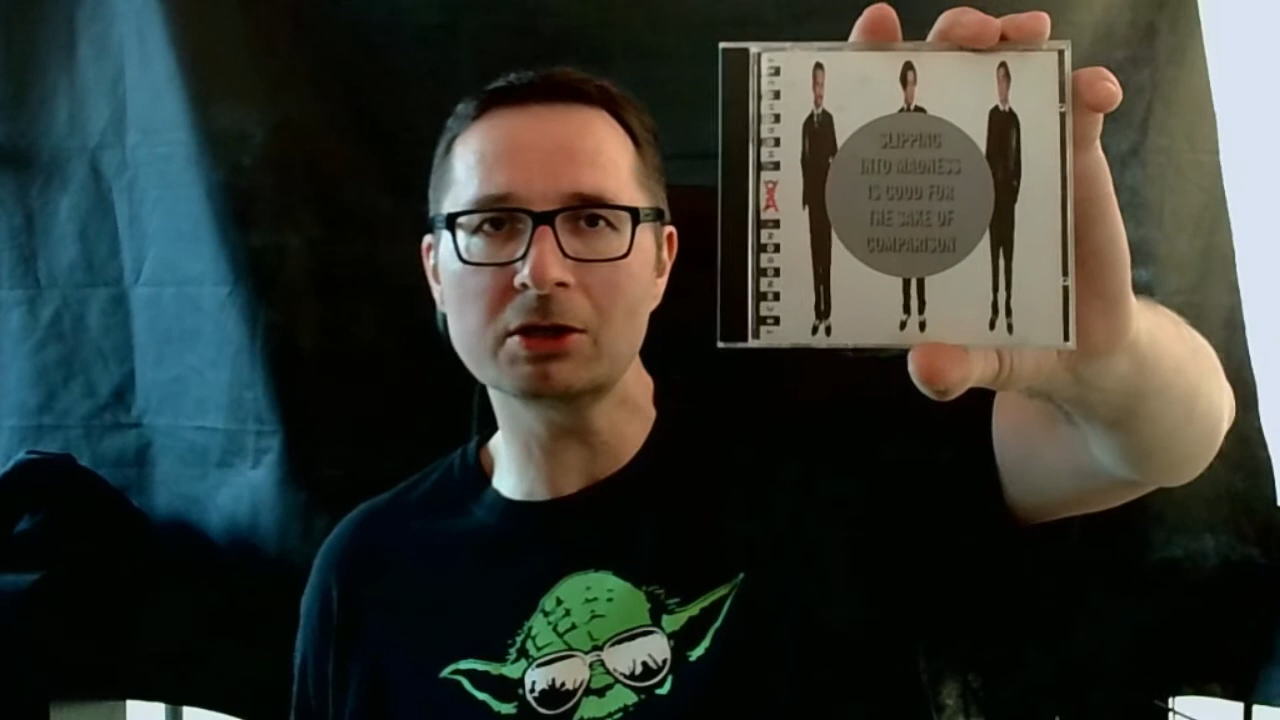 SLIPPING
INTO MADNESS
IS GOOD FOR
THE SAKE OF
COMPARISON